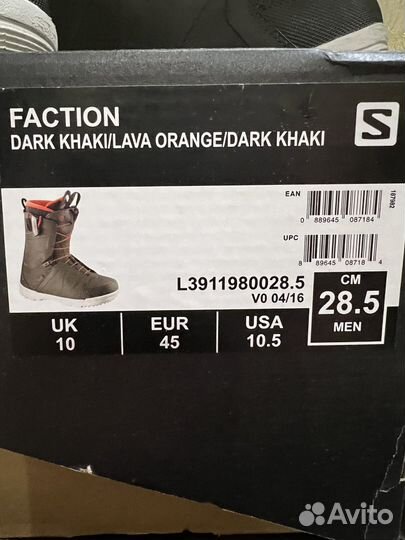 FACTION
DARK KHAKI/LAVA ORANGE/DARK KHAKI
S
EAN
187982
0 889645 087184
UPC
8 89645 08718 4
L3911980028.5
V0 04/16
CM
28.5
MEN
UK
10
EUR
45
USA
10.5
Avito